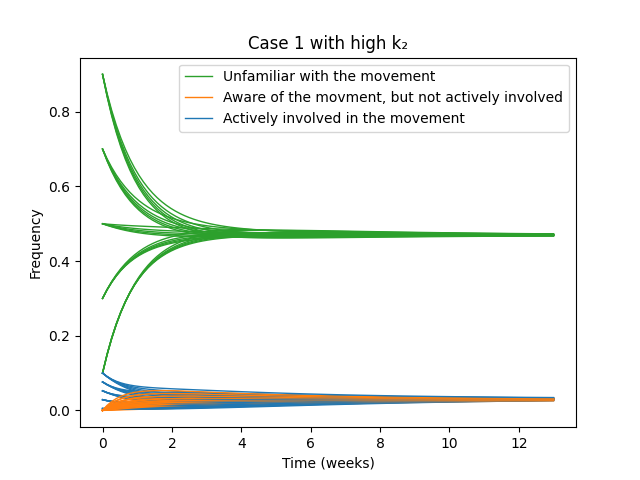 Case 1 with high k₂
Unfamiliar with the movement
Aware of the movment, but not actively involved
Actively involved in the movement
Frequency
0.8
0.6
0.4
0.2
0.0
0 2 4 6 8 10 12
Time (weeks)